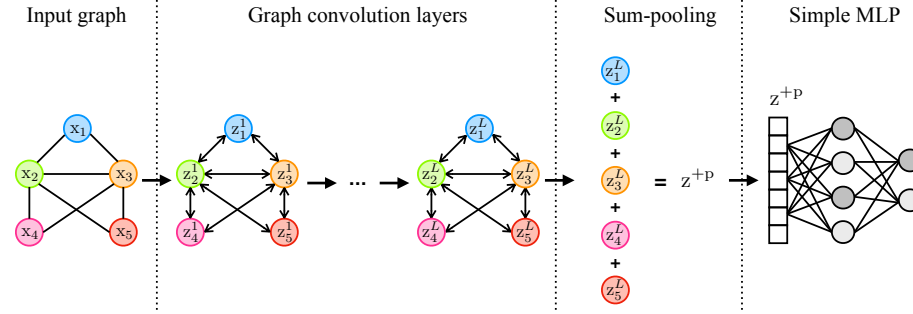 Input graph
Graph convolution layers
Sum-pooling
Simple MLP
x₁
x₂
x₃
x₄
x₅
z₁¹
z₂¹
z₃¹
z₄¹
z₅¹
...
z₁ᴸ
z₂ᴸ
z₃ᴸ
z₄ᴸ
z₅ᴸ
z₁ᴸ
+
z₂ᴸ
+
z₃ᴸ = z⁺ᵖ
+
z₄ᴸ
+
z₅ᴸ
z⁺ᵖ